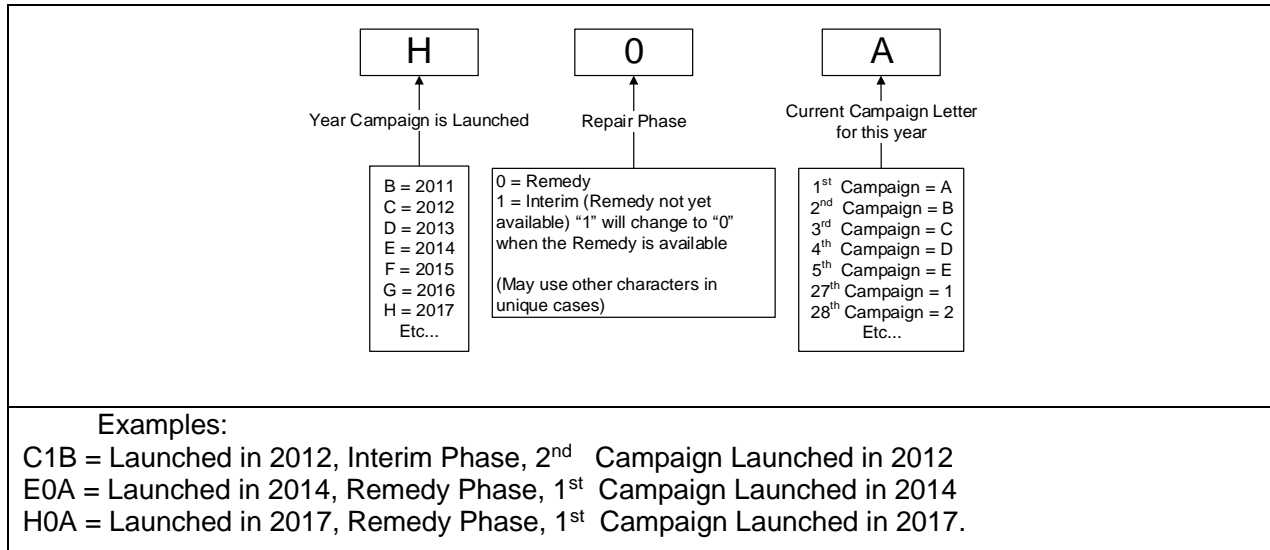 H
0
A
Year Campaign is Launched
Repair Phase
Current Campaign Letter
for this year
B = 2011
C = 2012
D = 2013
E = 2014
F = 2015
G = 2016
H = 2017
Etc...
0 = Remedy
1 = Interim (Remedy not yet
available) “1” will change to “0”
when the Remedy is available
(May use other characters in
unique cases)
1st Campaign = A
2nd Campaign = B
3rd Campaign = C
4th Campaign = D
5th Campaign = E
27th Campaign = 1
28th Campaign = 2
Etc...
Examples:
C1B = Launched in 2012, Interim Phase, 2nd Campaign Launched in 2012
E0A = Launched in 2014, Remedy Phase, 1st Campaign Launched in 2014
H0A = Launched in 2017, Remedy Phase, 1st Campaign Launched in 2017.